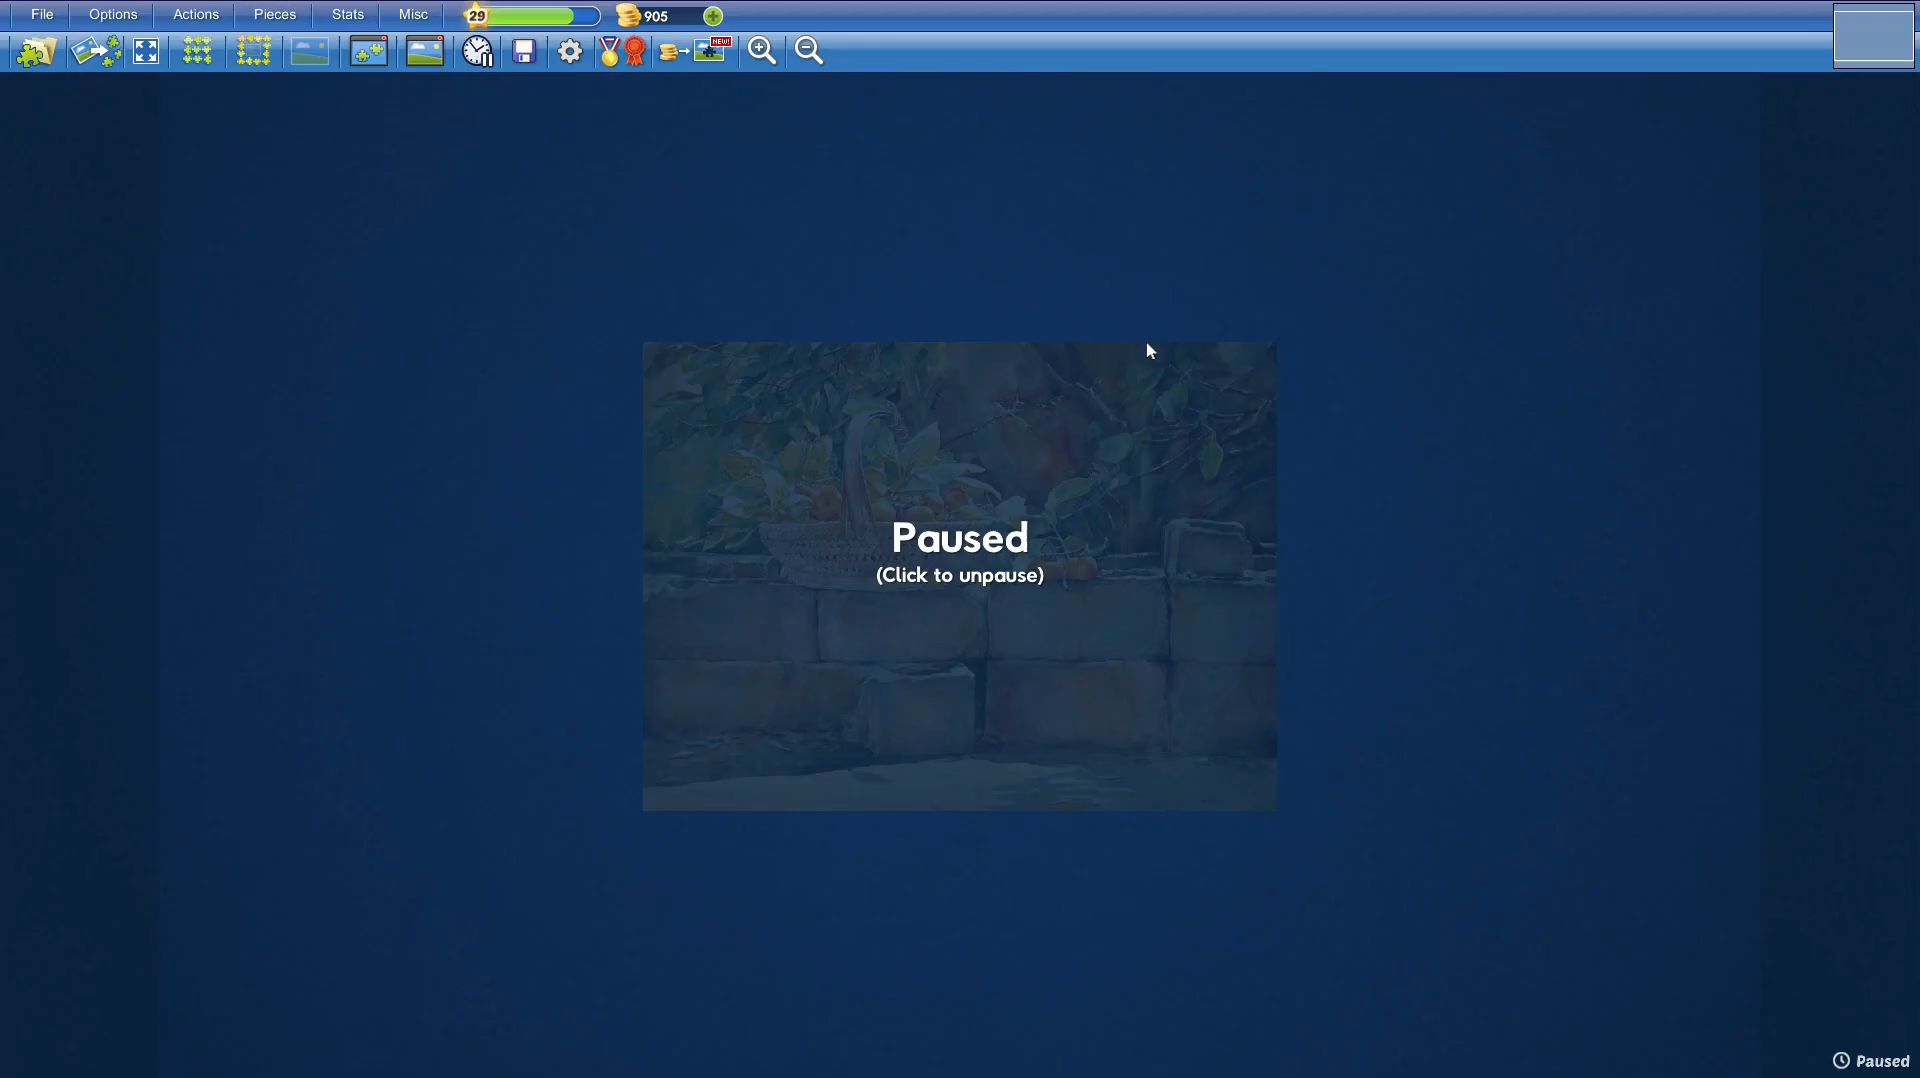 File Options Actions Pieces Stats Misc 29 905
NEW!
Paused
(Click to unpause)
Paused